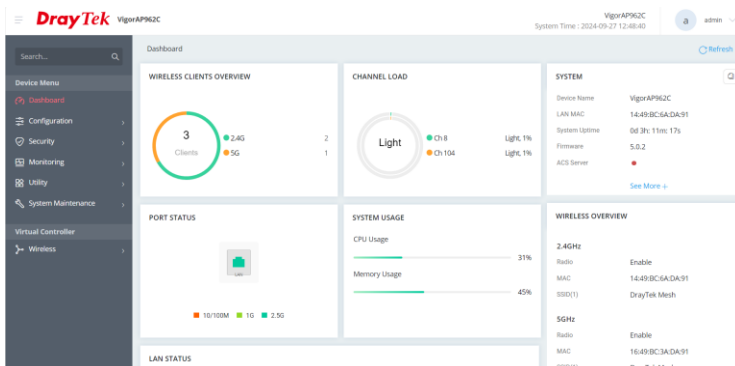 DrayTek VigorAP962C
VigorAP962C
System Time : 2024-09-27 12:48:40
a admin
Search...
Dashboard
Refresh
Device Menu
Dashboard
Configuration
Security
Monitoring
Utility
System Maintenance
Virtual Controller
Wireless
WIRELESS CLIENTS OVERVIEW
3
Clients
2.4G 2
5G 1
CHANNEL LOAD
Light
Ch 8 Light, 1%
Ch 104 Light, 1%
SYSTEM
Device Name VigorAP962C
LAN MAC 14:49:BC:6A:DA:91
System Uptime 0d 3h: 11m: 17s
Firmware 5.0.2
ACS Server
See More
PORT STATUS
LAN
10/100M 1G 2.5G
SYSTEM USAGE
CPU Usage
31%
Memory Usage
45%
WIRELESS OVERVIEW
2.4GHz
Radio Enable
MAC 14:49:BC:6A:DA:91
SSID(1) DrayTek Mesh
5GHz
Radio Enable
MAC 16:49:BC:3A:DA:91
LAN STATUS